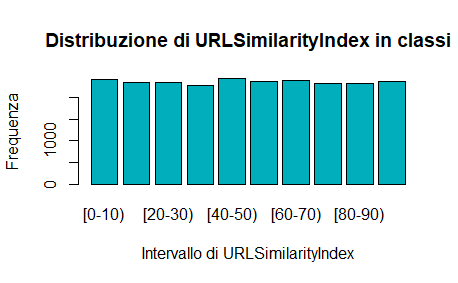 Distribuzione di URLSimilarityIndex in classi
Frequenza
1000
0
[0-10) [20-30) [40-50) [60-70) [80-90)
Intervallo di URLSimilarityIndex